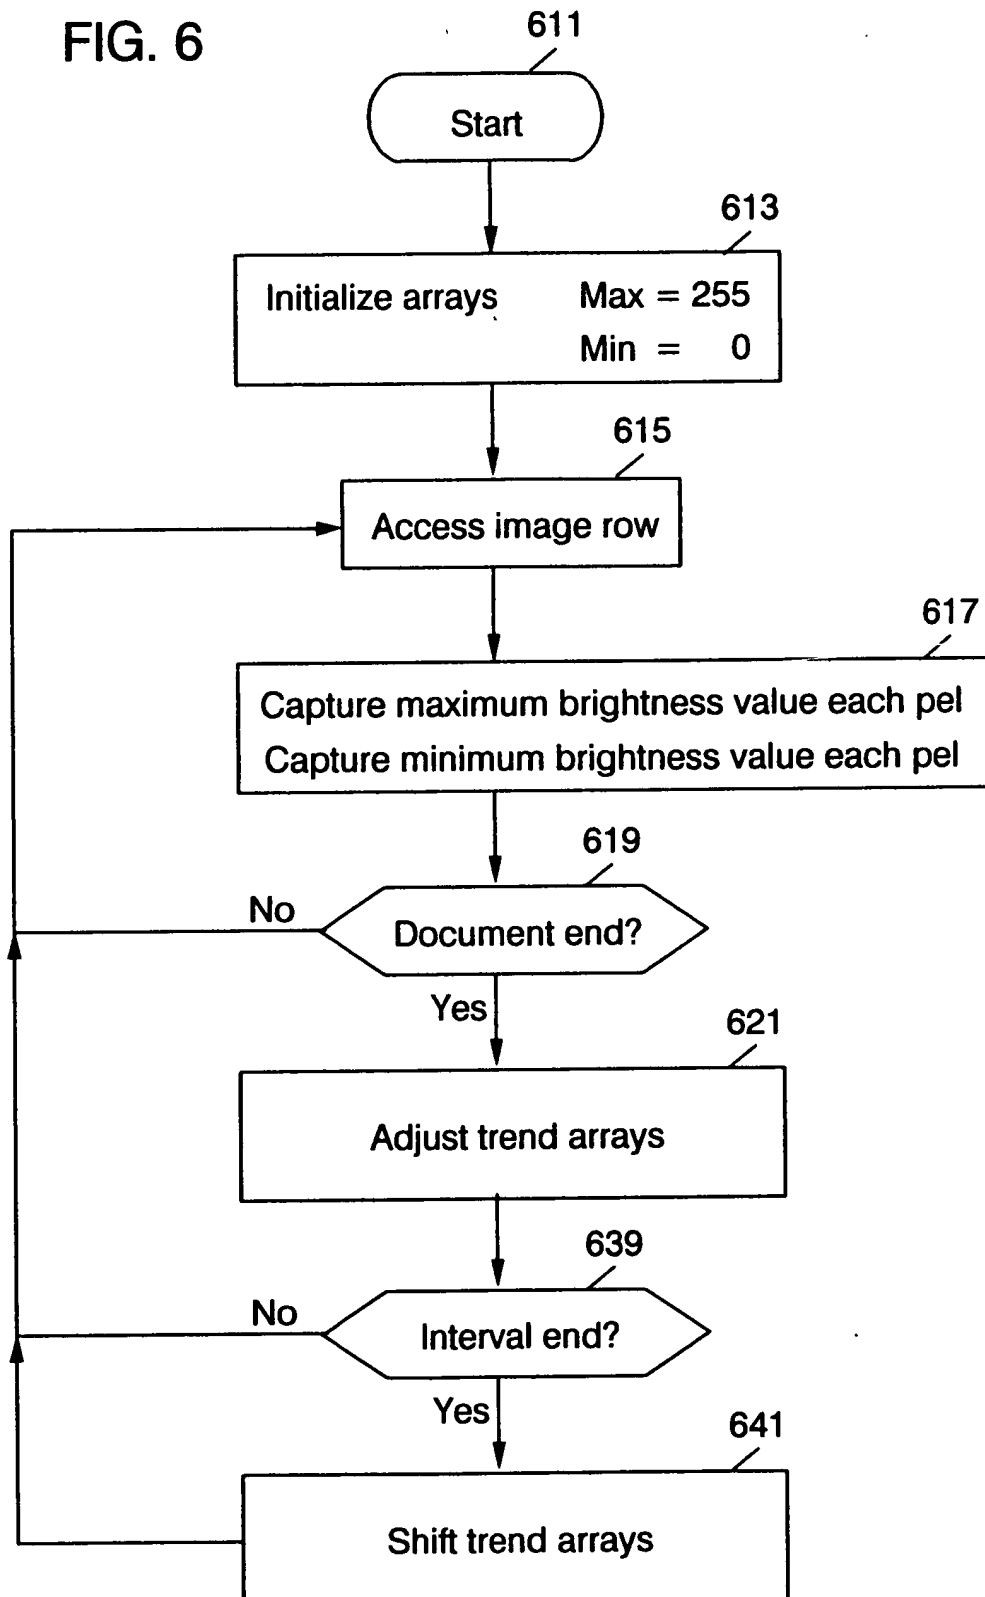 FIG. 6
611
Start
613
Initialize arrays Max = 255
Min = 0
615
Access image row
617
Capture maximum brightness value each pel
Capture minimum brightness value each pel
619
No
Document end?
Yes
621
Adjust trend arrays
639
No
Interval end?
Yes
641
Shift trend arrays